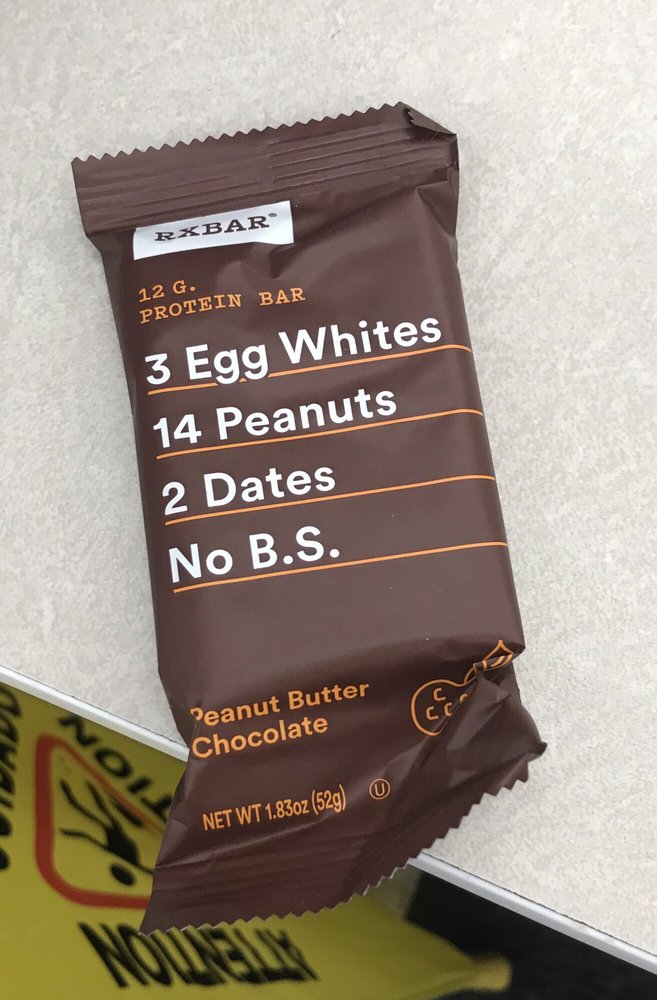 RXBAR®
12 G.
PROTEIN BAR
3 Egg Whites
14 Peanuts
2 Dates
No B.S.
Peanut Butter
Chocolate
C
C C
NET WT 1.83oz (52g) U
ATTENTION